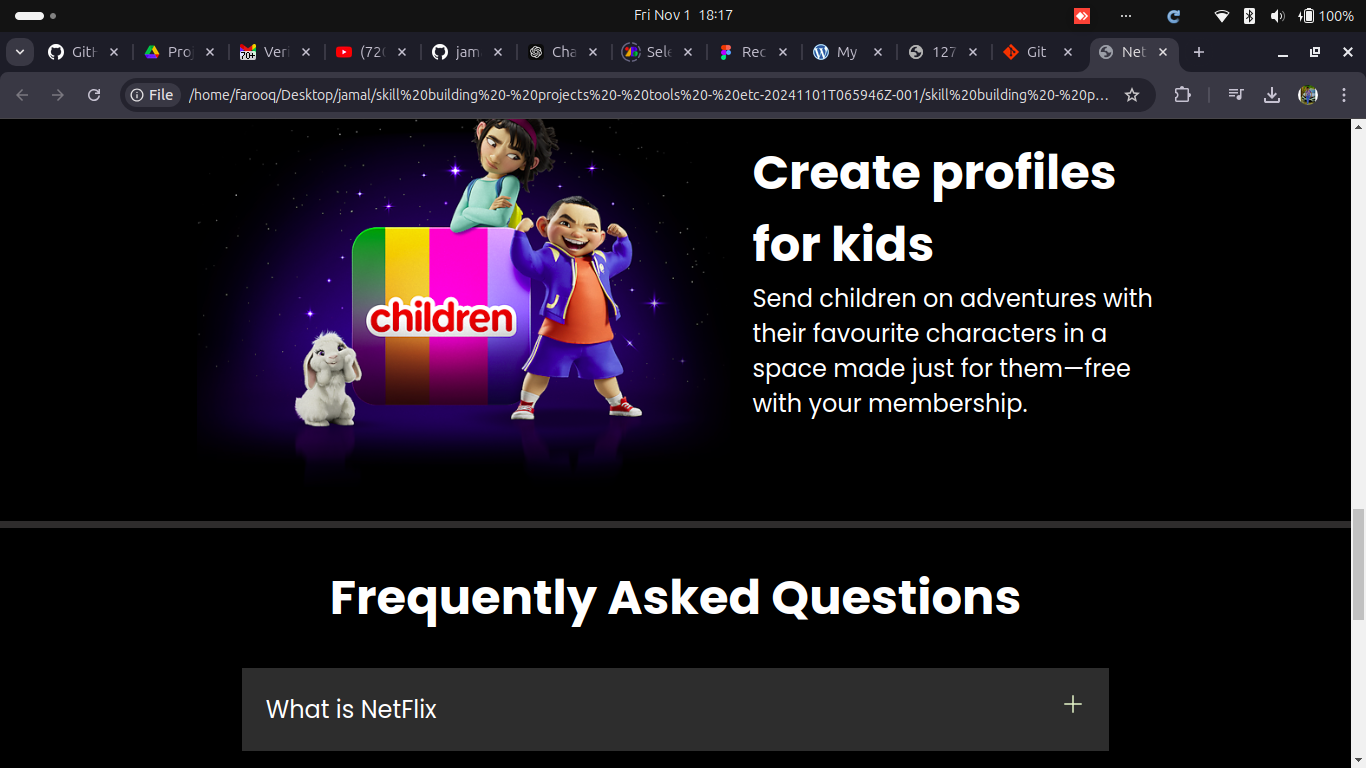 Fri Nov 1 18:17
100%
GitH
Proj
70+
Veri
(720
jam
Cha
Sele
Rec
My
127
Git
Net
File
/home/farooq/Desktop/jamal/skill%20building%20-%20projects%20-%20tools%20-%20etc-20241101T065946Z-001/skill%20building%20-%20p...
children
Create profiles
for kids
Send children on adventures with
their favourite characters in a
space made just for them—free
with your membership.
Frequently Asked Questions
What is NetFlix